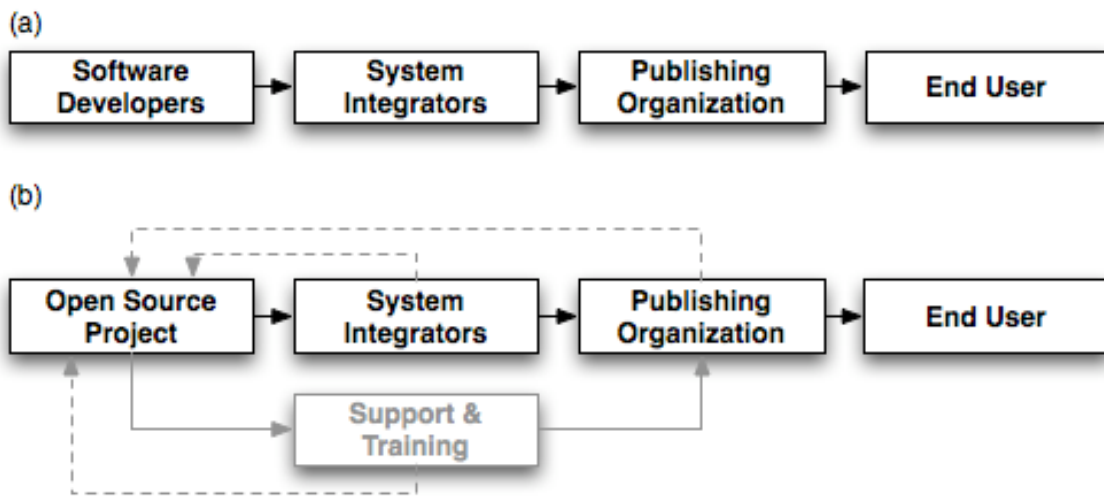 (a)
Software
Developers
System
Integrators
Publishing
Organization
End User
(b)
Open Source
Project
System
Integrators
Publishing
Organization
End User
Support &
Training